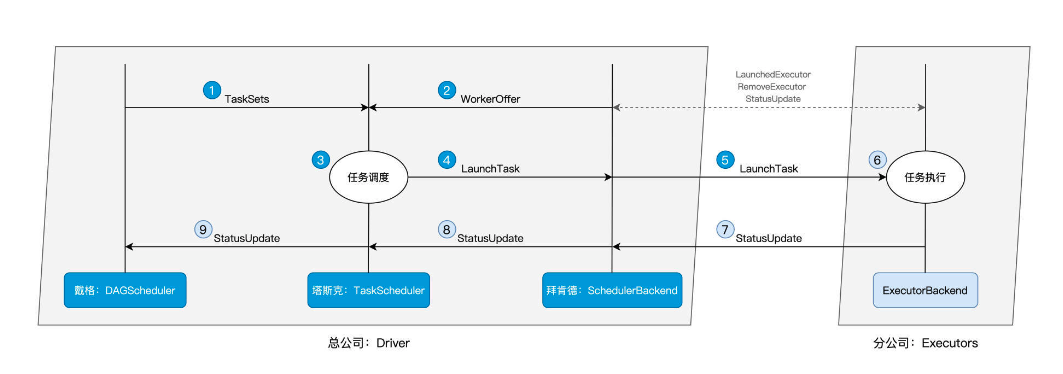 LaunchedExecutor
RemoveExecutor
StatusUpdate
1
TaskSets
2
WorkerOffer
3
任务调度
4
LaunchTask
5
LaunchTask
6
任务执行
9
StatusUpdate
8
StatusUpdate
7
StatusUpdate
戴格：DAGScheduler
塔斯克：TaskScheduler
拜肯德：SchedulerBackend
ExecutorBackend
总公司：Driver
分公司：Executors